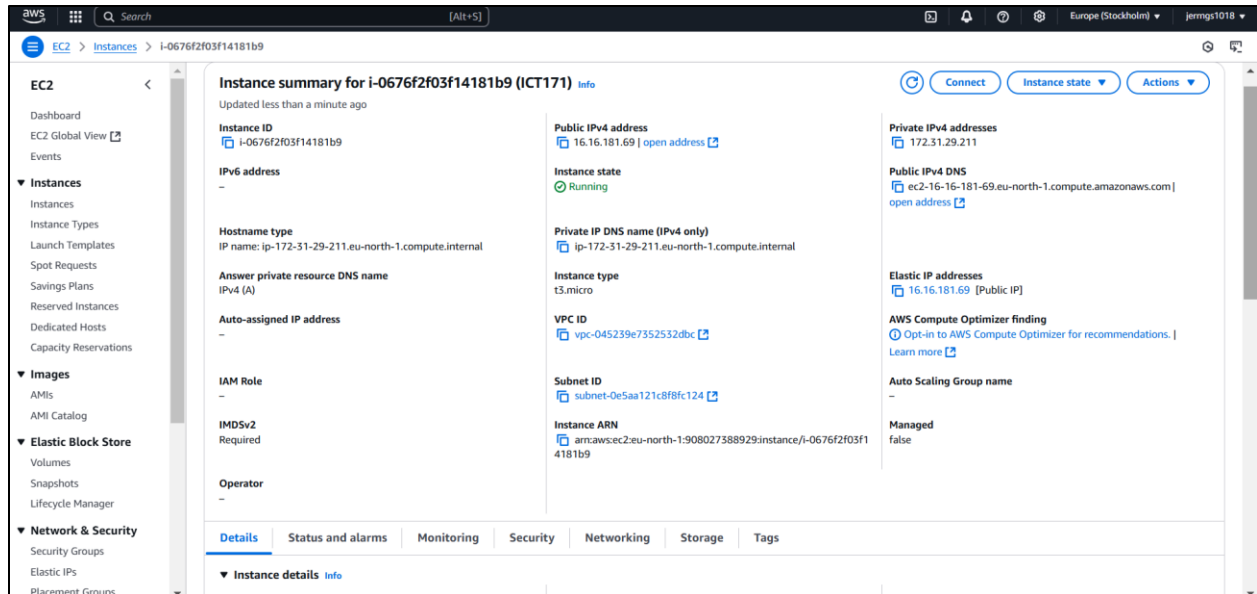 aws
Search
[Alt+S]
Europe (Stockholm)
jermgs1018
EC2 > Instances > i-0676f2f03f14181b9
EC2
Dashboard
EC2 Global View
Events
Instances
Instances
Instance Types
Launch Templates
Spot Requests
Savings Plans
Reserved Instances
Dedicated Hosts
Capacity Reservations
Images
AMIs
AMI Catalog
Elastic Block Store
Volumes
Snapshots
Lifecycle Manager
Network & Security
Security Groups
Elastic IPs
Placement Groups
Instance summary for i-0676f2f03f14181b9 (ICT171) Info
Connect
Instance state
Actions
Updated less than a minute ago
Instance ID
i-0676f2f03f14181b9
Public IPv4 address
16.16.181.69 | open address
Private IPv4 addresses
172.31.29.211
IPv6 address
–
Instance state
Running
Public IPv4 DNS
ec2-16-16-181-69.eu-north-1.compute.amazonaws.com |
open address
Hostname type
IP name: ip-172-31-29-211.eu-north-1.compute.internal
Private IP DNS name (IPv4 only)
ip-172-31-29-211.eu-north-1.compute.internal
Answer private resource DNS name
IPv4 (A)
Instance type
t3.micro
Elastic IP addresses
16.16.181.69 [Public IP]
Auto-assigned IP address
–
VPC ID
vpc-045239e7352532dbc
AWS Compute Optimizer finding
Opt-in to AWS Compute Optimizer for recommendations. |
Learn more
IAM Role
–
Subnet ID
subnet-0e5aa121c8f8fc124
Auto Scaling Group name
–
IMDSv2
Required
Instance ARN
arn:aws:ec2:eu-north-1:908027388929:instance/i-0676f2f03f1
4181b9
Managed
false
Operator
–
Details
Status and alarms
Monitoring
Security
Networking
Storage
Tags
Instance details Info